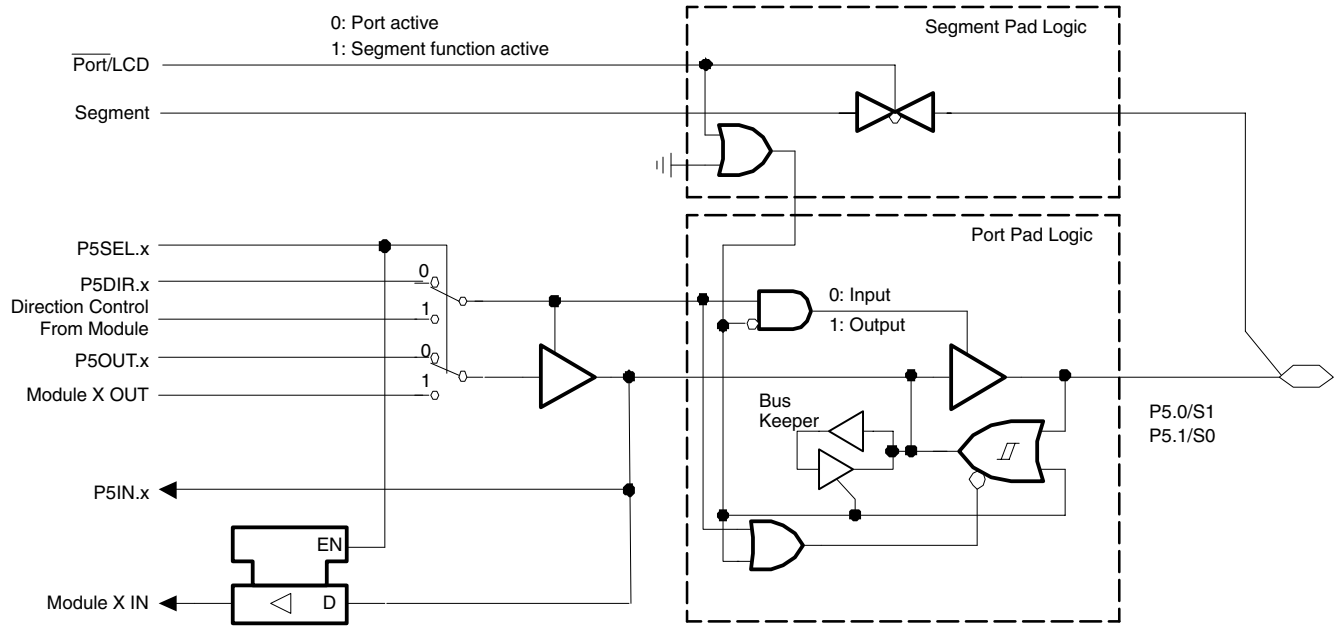 0: Port active
1: Segment function active
Segment Pad Logic
Port/LCD
Segment
Port Pad Logic
P5SEL.x
P5DIR.x
0
Direction Control
From Module
1
0: Input
1: Output
P5OUT.x
0
Module X OUT
1
Bus
Keeper
P5.0/S1
P5.1/S0
P5IN.x
EN
Module X IN
D